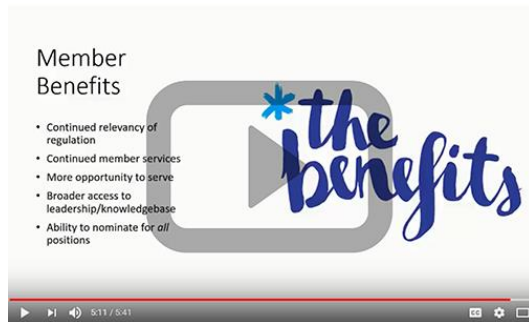 Member
Benefits
• Continued relevancy of
regulation
• Continued member services
• More opportunity to serve
• Broader access to
leadership/knowledgebase
• Ability to nominate for all
positions
*the
benefits
5:11 / 5:41
CC